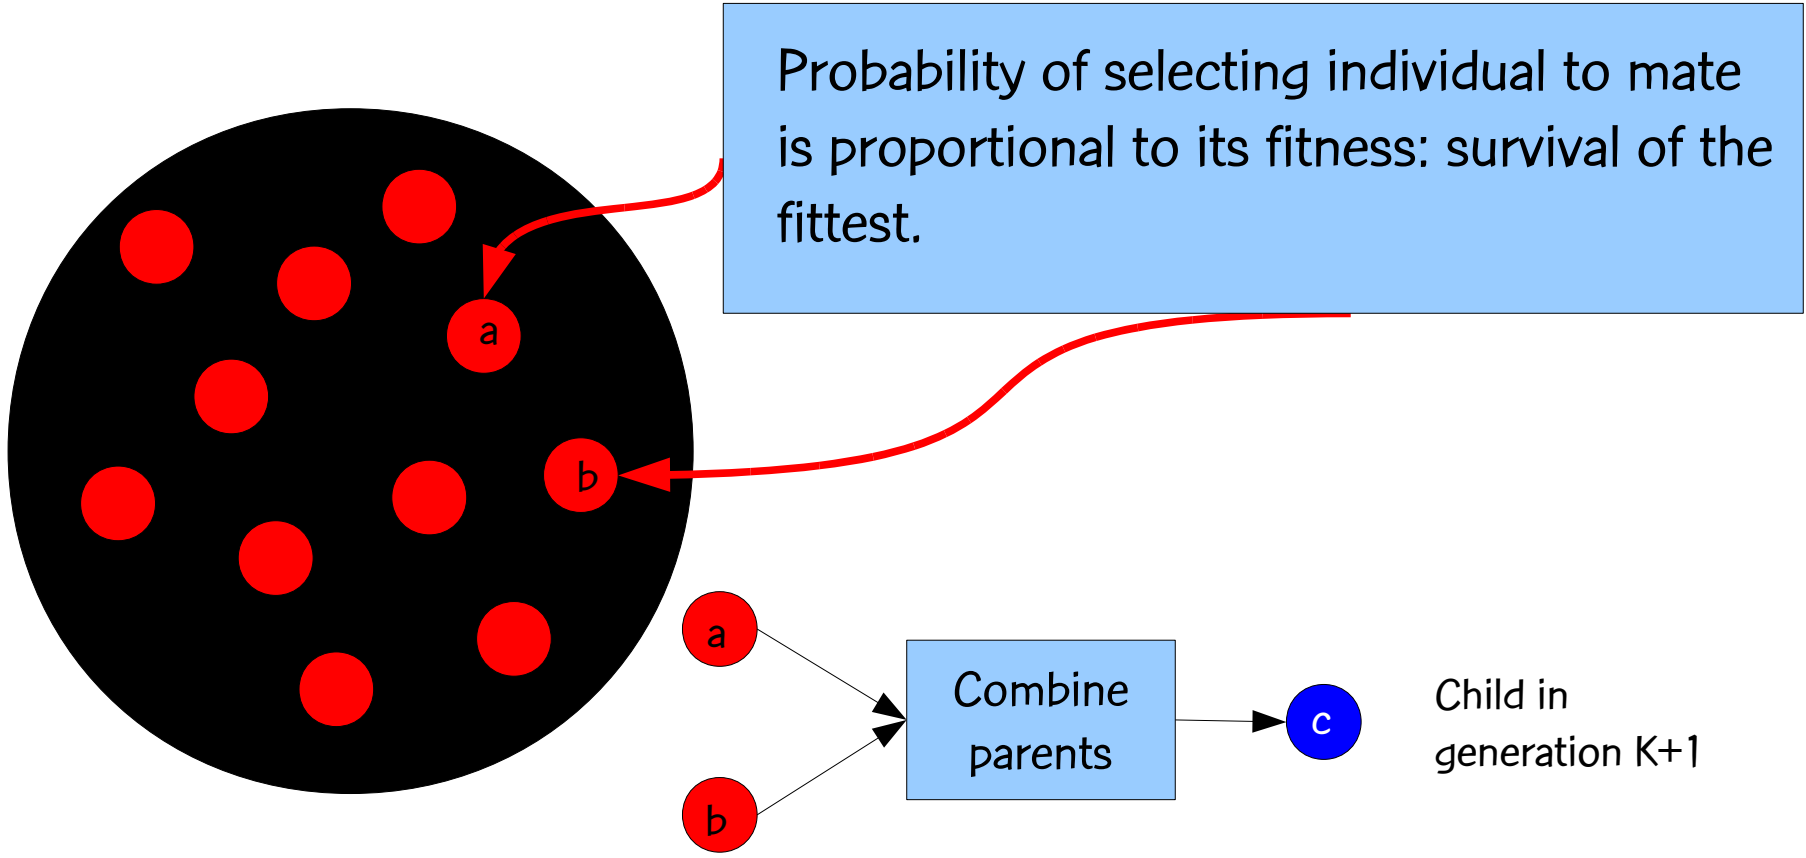 Probability of selecting individual to mate
is proportional to its fitness: survival of the
fittest.
a
b
a
b
Combine
parents
c
Child in
generation K+1